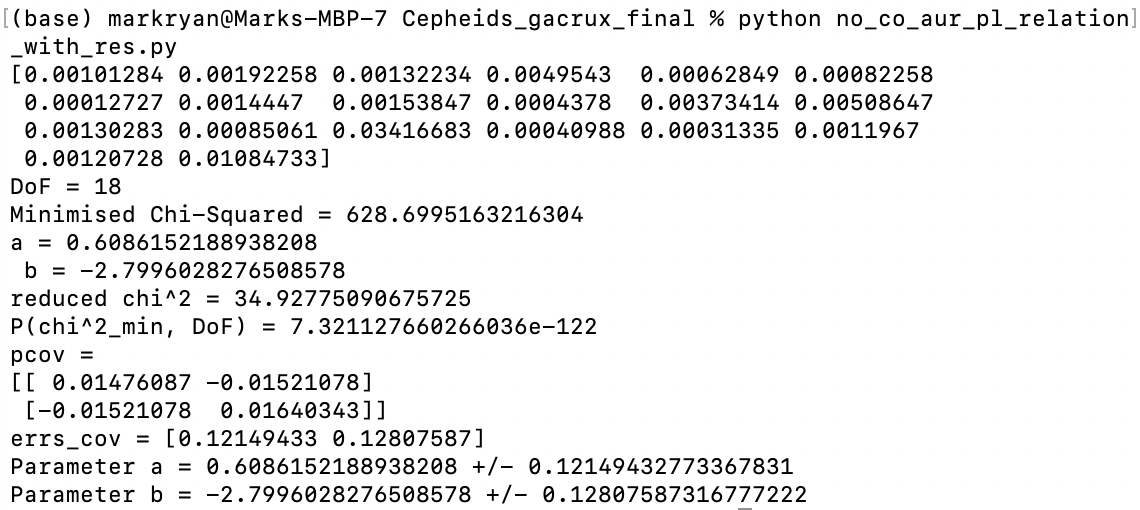 [(base) markryan@Marks-MBP-7 Cepheids_gacrux_final % python no_co_aur_pl_relation]
_with_res.py
[0.00101284 0.00192258 0.00132234 0.0049543  0.00062849 0.00082258
 0.00012727 0.0014447  0.00153847 0.0004378  0.00373414 0.00508647
 0.00130283 0.00085061 0.03416683 0.00040988 0.00031335 0.0011967
 0.00120728 0.01084733]
DoF = 18
Minimised Chi-Squared = 628.6995163216304
a = 0.6086152188938208
 b = -2.7996028276508578
reduced chi^2 = 34.92775090675725
P(chi^2_min, DoF) = 7.321127660266036e-122
pcov =
[[ 0.01476087 -0.01521078]
 [-0.01521078  0.01640343]]
errs_cov = [0.12149433 0.12807587]
Parameter a = 0.6086152188938208 +/- 0.12149432773367831
Parameter b = -2.7996028276508578 +/- 0.12807587316777222